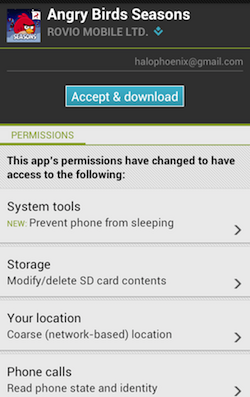 Angry Birds Seasons
ROVIO MOBILE LTD.
SEASONS
halophoenix@gmail.com
Accept & download
PERMISSIONS
This app's permissions have changed to have
access to the following:
System tools
NEW: Prevent phone from sleeping
Storage
Modify/delete SD card contents
Your location
Coarse (network-based) location
Phone calls
Read phone state and identity